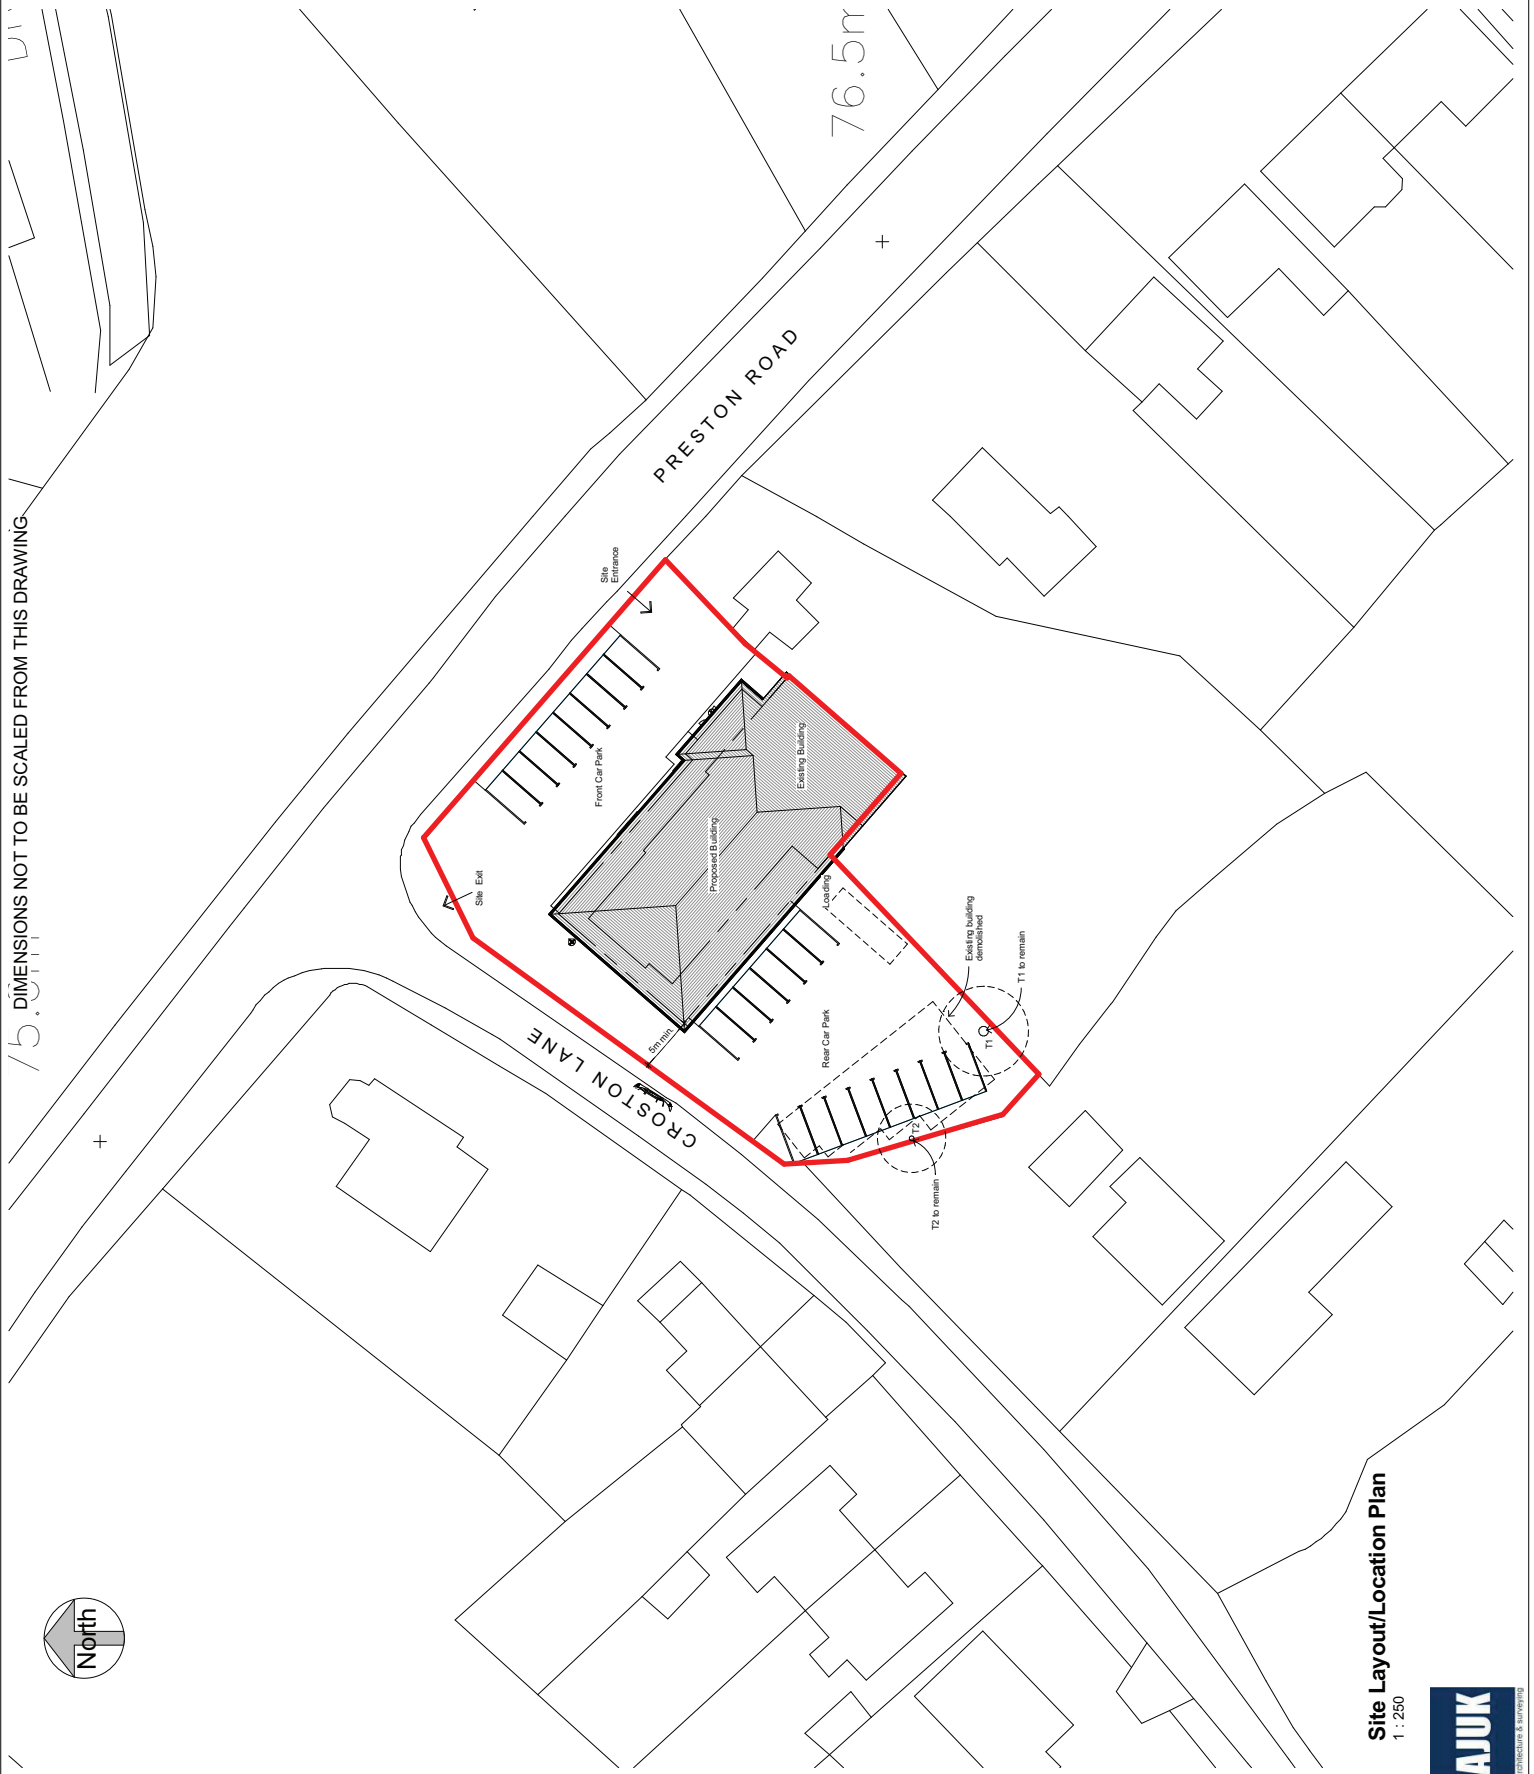 DIMENSIONS NOT TO BE SCALED FROM THIS DRAWING
76.5m
PRESTON ROAD
Site
Entrance
Front Car Park
Site Exit
Existing Building
Proposed Building
Loading
Existing building
demolished
T1 to remain
T1
Rear Car Park
5m min.
CROSTON LANE
T2
T2 to remain
North
Site Layout/Location Plan
1 : 250
AJUK
architecture & surveying